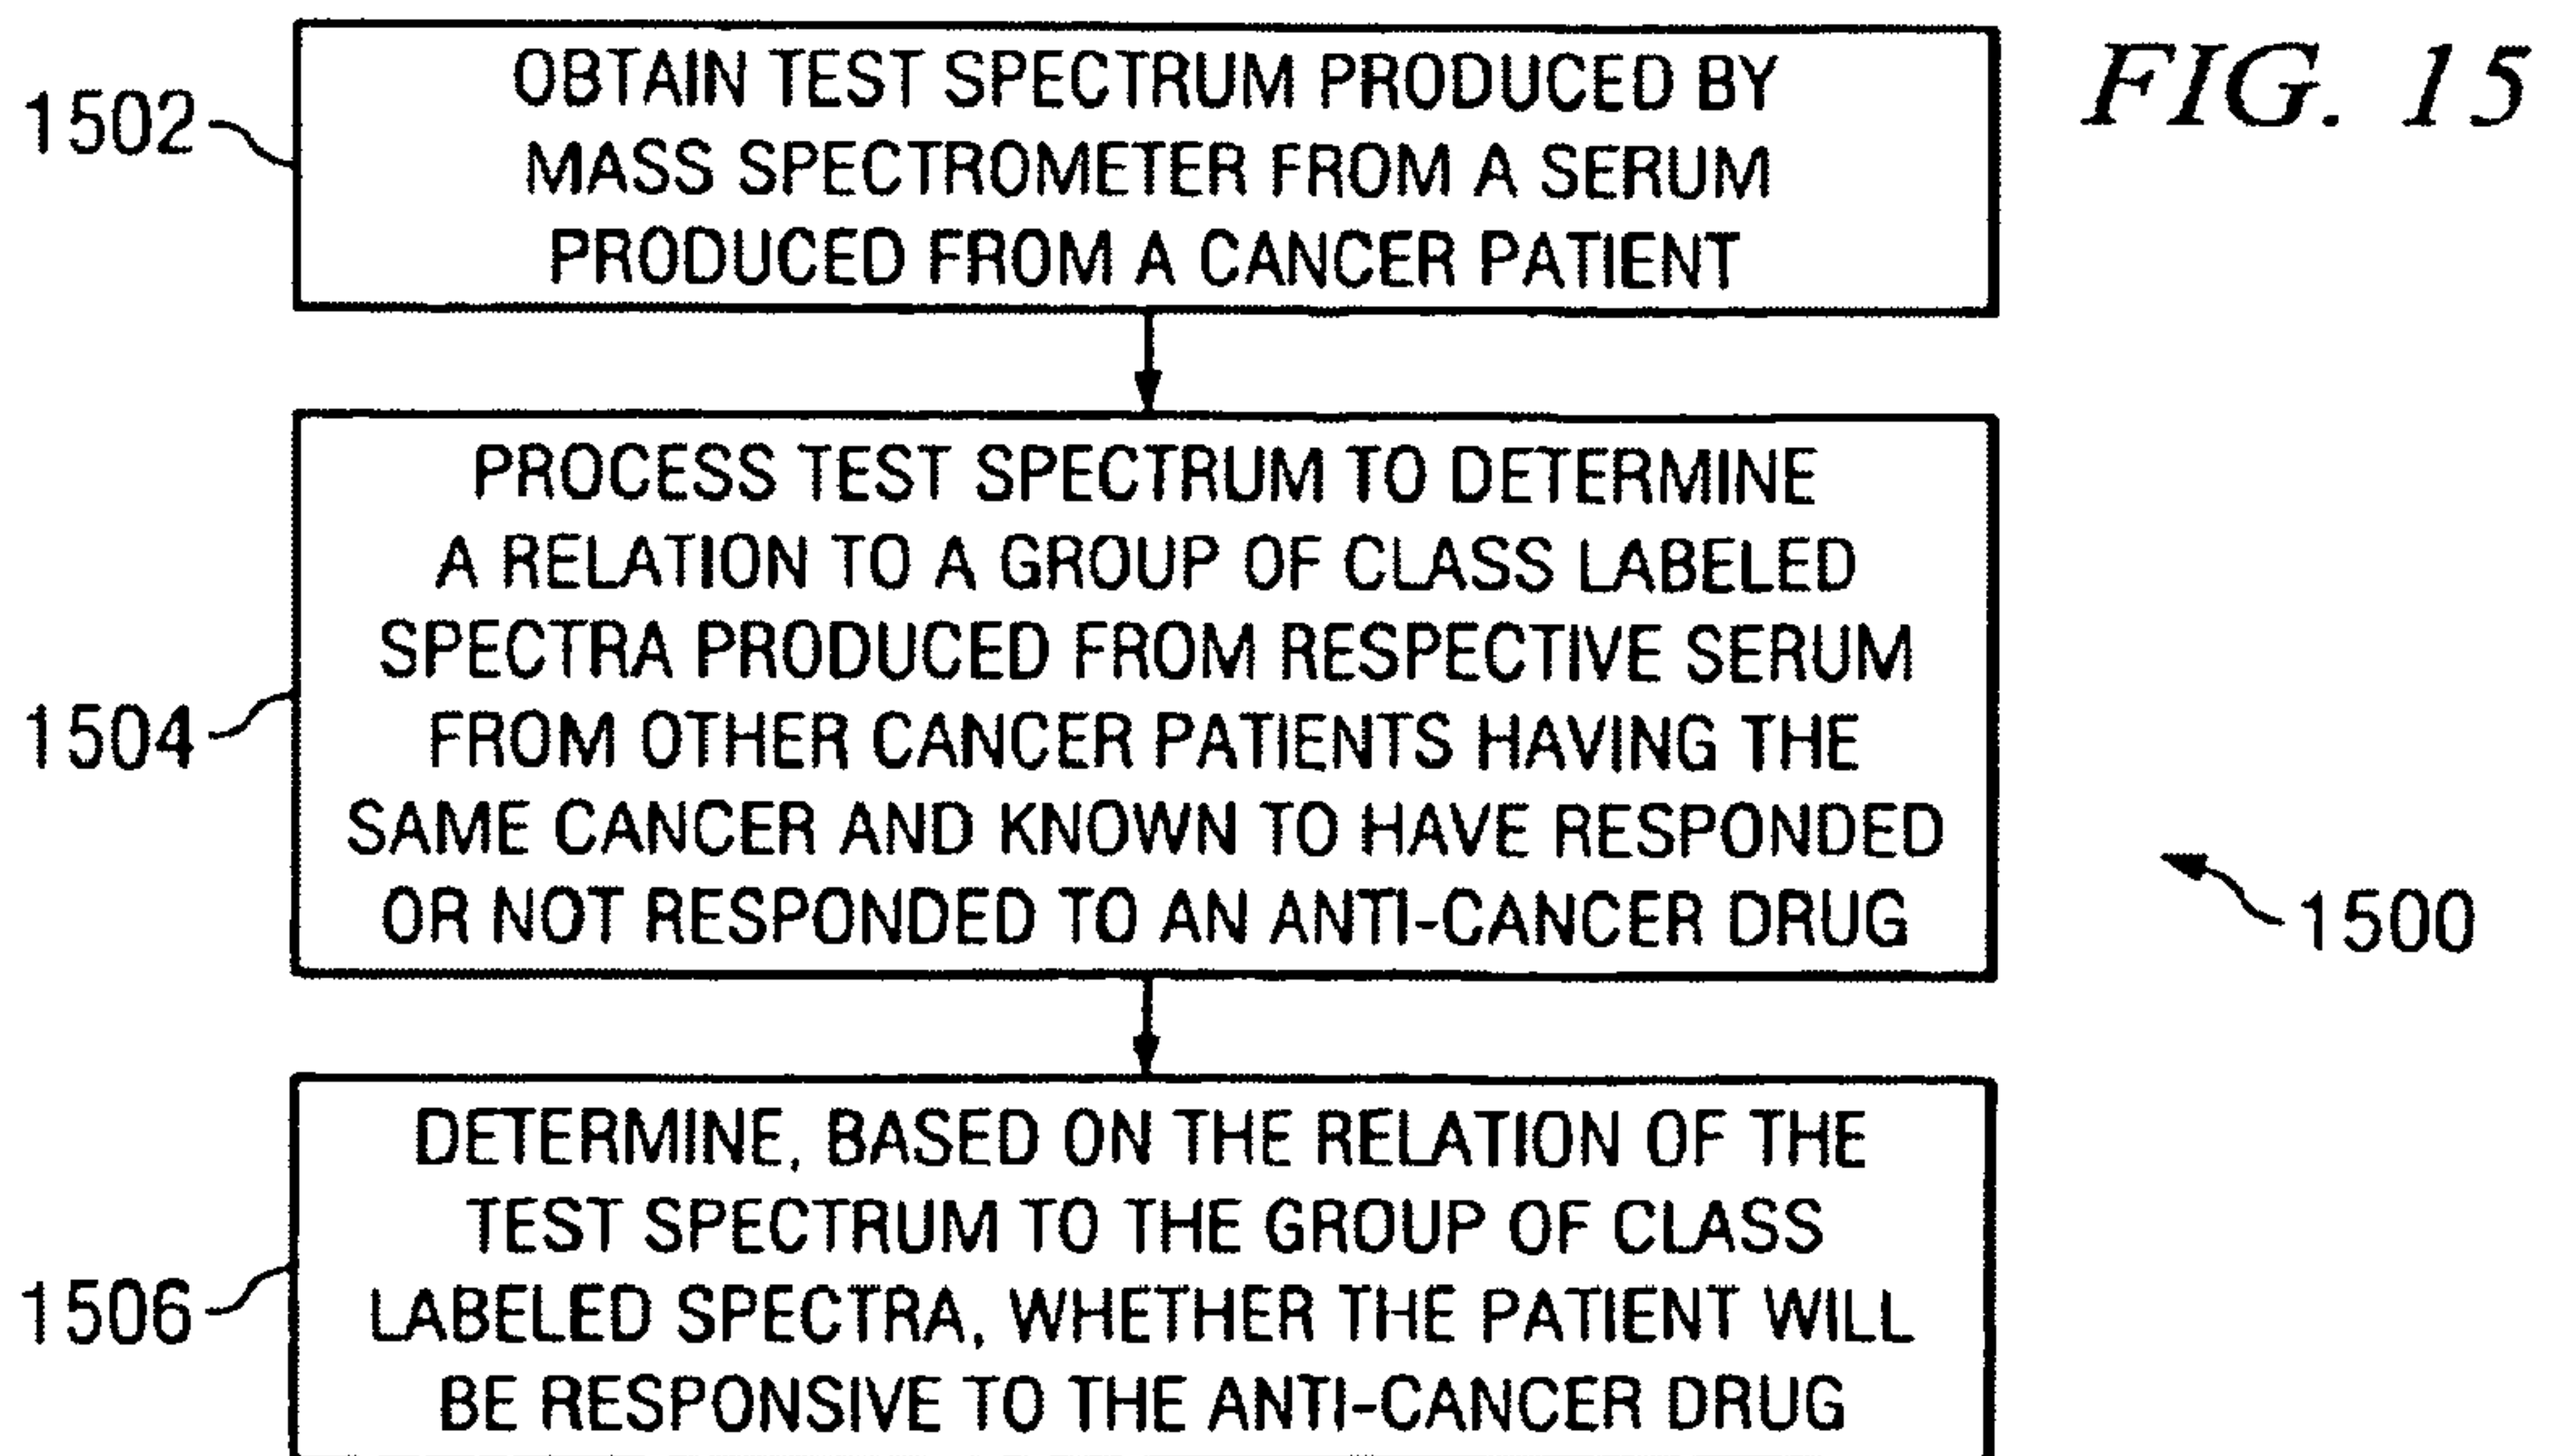 FIG. 15
1502
OBTAIN TEST SPECTRUM PRODUCED BY
MASS SPECTROMETER FROM A SERUM
PRODUCED FROM A CANCER PATIENT
1504
PROCESS TEST SPECTRUM TO DETERMINE
A RELATION TO A GROUP OF CLASS LABELED
SPECTRA PRODUCED FROM RESPECTIVE SERUM
FROM OTHER CANCER PATIENTS HAVING THE
SAME CANCER AND KNOWN TO HAVE RESPONDED
OR NOT RESPONDED TO AN ANTI-CANCER DRUG
1500
1506
DETERMINE, BASED ON THE RELATION OF THE
TEST SPECTRUM TO THE GROUP OF CLASS
LABELED SPECTRA, WHETHER THE PATIENT WILL
BE RESPONSIVE TO THE ANTI-CANCER DRUG